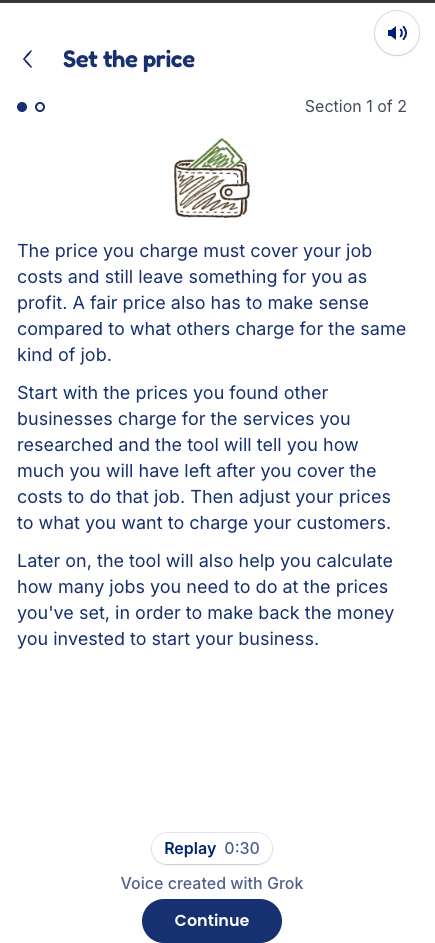 Set the price
Section 1 of 2
The price you charge must cover your job
costs and still leave something for you as
profit. A fair price also has to make sense
compared to what others charge for the same
kind of job.
Start with the prices you found other
businesses charge for the services you
researched and the tool will tell you how
much you will have left after you cover the
costs to do that job. Then adjust your prices
to what you want to charge your customers.
Later on, the tool will also help you calculate
how many jobs you need to do at the prices
you've set, in order to make back the money
you invested to start your business.
Replay 0:30
Voice created with Grok
Continue